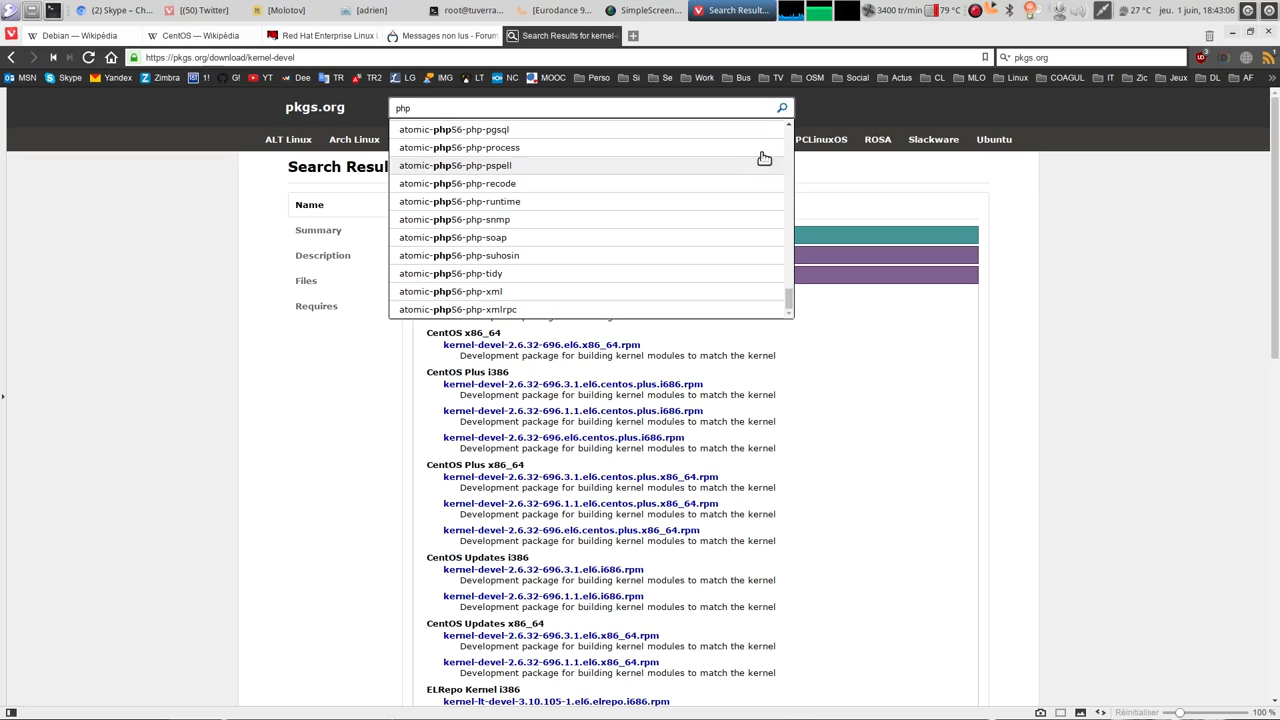 (2) Skype – Ch...
[(50) Twitter]
[Molotov]
[adrien]
root@tuverra...
[Eurodance 9...
SimpleScreen...
Search Result...
3400 tr/min
79 °C
27 °C
jeu. 1 juin, 18:43:06
Debian — Wikipédia
CentOS — Wikipédia
Red Hat Enterprise Linux
Messages non lus - Forum
Search Results for kernel-
https://pkgs.org/download/kernel-devel
pkgs.org
MSN
Skype
Yandex
Zimbra
1!
YT
Dee
TR
TR2
LG
IMG
LT
NC
MOOC
Perso
Si
Se
Work
Bus
TV
OSM
Social
Actus
CL
MLO
Linux
COAGUL
IT
Zic
Jeux
DL
AF
pkgs.org
php
ALT Linux
Arch Linux
PCLinuxOS
ROSA
Slackware
Ubuntu
atomic-php56-php-pgsql
atomic-php56-php-process
atomic-php56-php-pspell
atomic-php56-php-recode
atomic-php56-php-runtime
atomic-php56-php-snmp
atomic-php56-php-soap
atomic-php56-php-suhosin
atomic-php56-php-tidy
atomic-php56-php-xml
atomic-php56-php-xmlrpc
Search Resul
Name
Summary
Description
Files
Requires
CentOS x86_64
kernel-devel-2.6.32-696.el6.x86_64.rpm
Development package for building kernel modules to match the kernel
CentOS Plus i386
kernel-devel-2.6.32-696.3.1.el6.centos.plus.i686.rpm
Development package for building kernel modules to match the kernel
kernel-devel-2.6.32-696.1.1.el6.centos.plus.i686.rpm
Development package for building kernel modules to match the kernel
kernel-devel-2.6.32-696.el6.centos.plus.i686.rpm
Development package for building kernel modules to match the kernel
CentOS Plus x86_64
kernel-devel-2.6.32-696.3.1.el6.centos.plus.x86_64.rpm
Development package for building kernel modules to match the kernel
kernel-devel-2.6.32-696.1.1.el6.centos.plus.x86_64.rpm
Development package for building kernel modules to match the kernel
kernel-devel-2.6.32-696.el6.centos.plus.x86_64.rpm
Development package for building kernel modules to match the kernel
CentOS Updates i386
kernel-devel-2.6.32-696.3.1.el6.i686.rpm
Development package for building kernel modules to match the kernel
kernel-devel-2.6.32-696.1.1.el6.i686.rpm
Development package for building kernel modules to match the kernel
CentOS Updates x86_64
kernel-devel-2.6.32-696.3.1.el6.x86_64.rpm
Development package for building kernel modules to match the kernel
kernel-devel-2.6.32-696.1.1.el6.x86_64.rpm
Development package for building kernel modules to match the kernel
ELRepo Kernel i386
kernel-lt-devel-3.10.105-1.el6.elrepo.i686.rpm
Réinitialiser
100 %